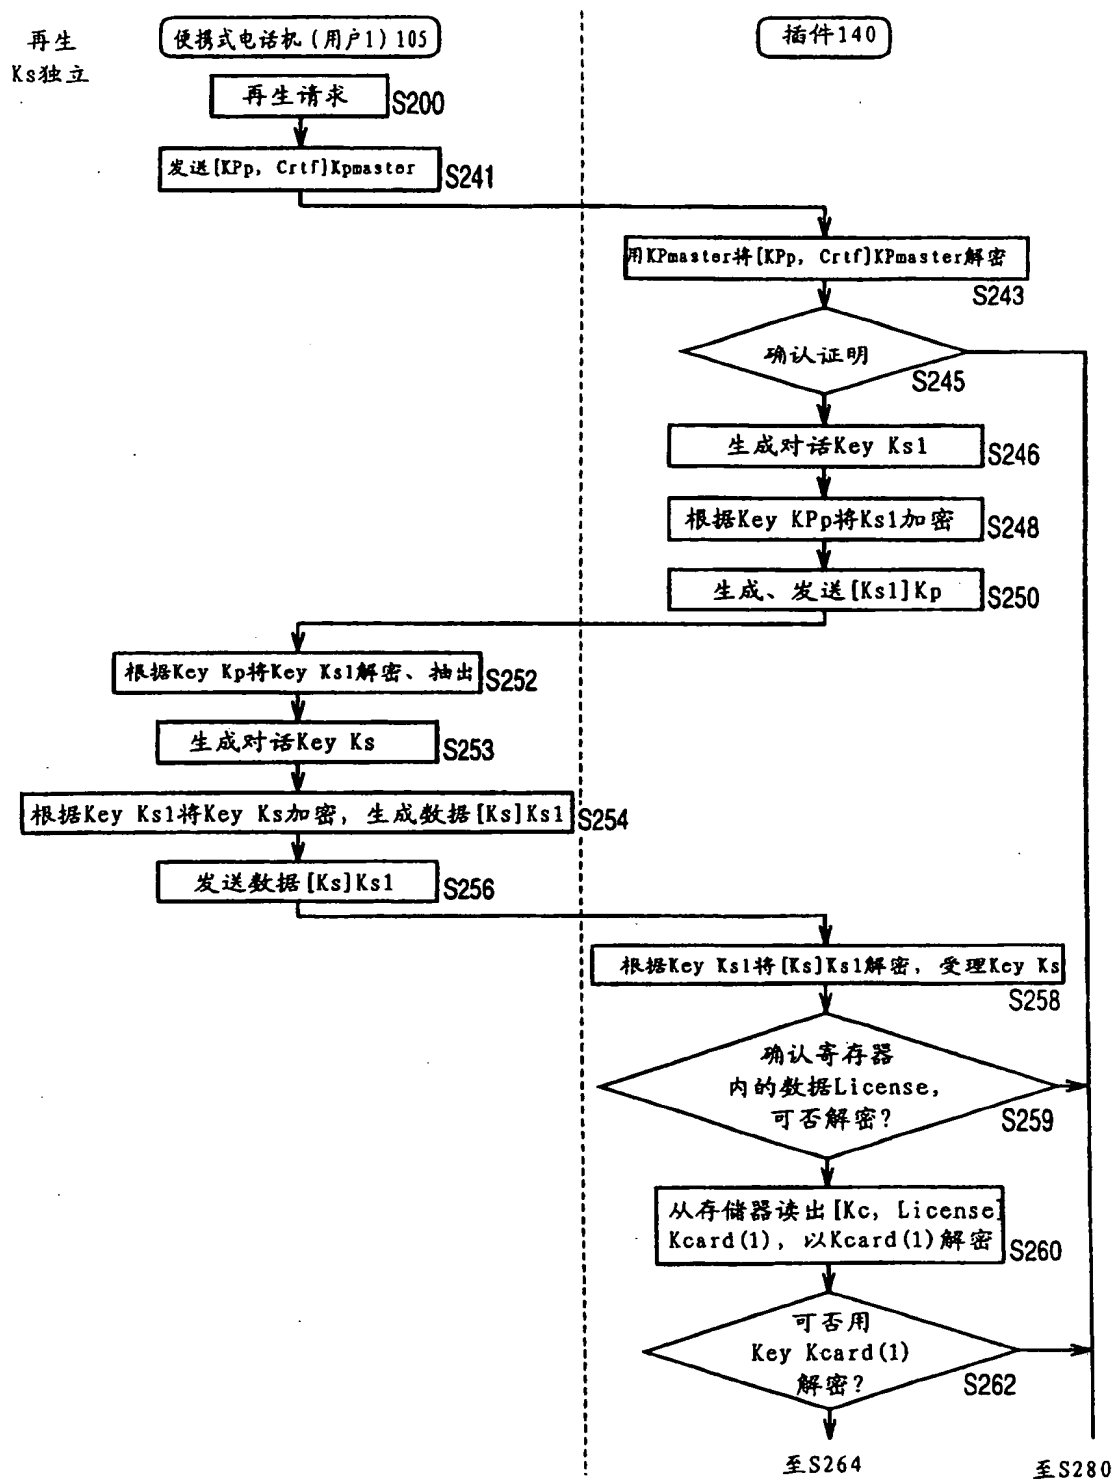 再生
Ks独立
便携式电话机(用户1)105
插件140
再生请求
S200
发送[KPp, Crtf]Kpmaster
S241
用KPmaster将[KPp, Crtf]KPmaster解密
S243
确认证明
S245
生成对话Key Ks1
S246
根据Key KPp将Ks1加密
S248
生成、发送[Ks1]Kp
S250
根据Key Kp将Key Ks1解密、抽出
S252
生成对话Key Ks
S253
根据Key Ks1将Key Ks加密, 生成数据[Ks]Ks1
S254
发送数据[Ks]Ks1
S256
根据Key Ks1将[Ks]Ks1解密, 受理Key Ks
S258
确认寄存器
内的数据License,
可否解密?
S259
从存储器读出[Kc, License]
Kcard(1), 以Kcard(1)解密
S260
可否用
Key Kcard(1)
解密?
S262
至S264
至S280